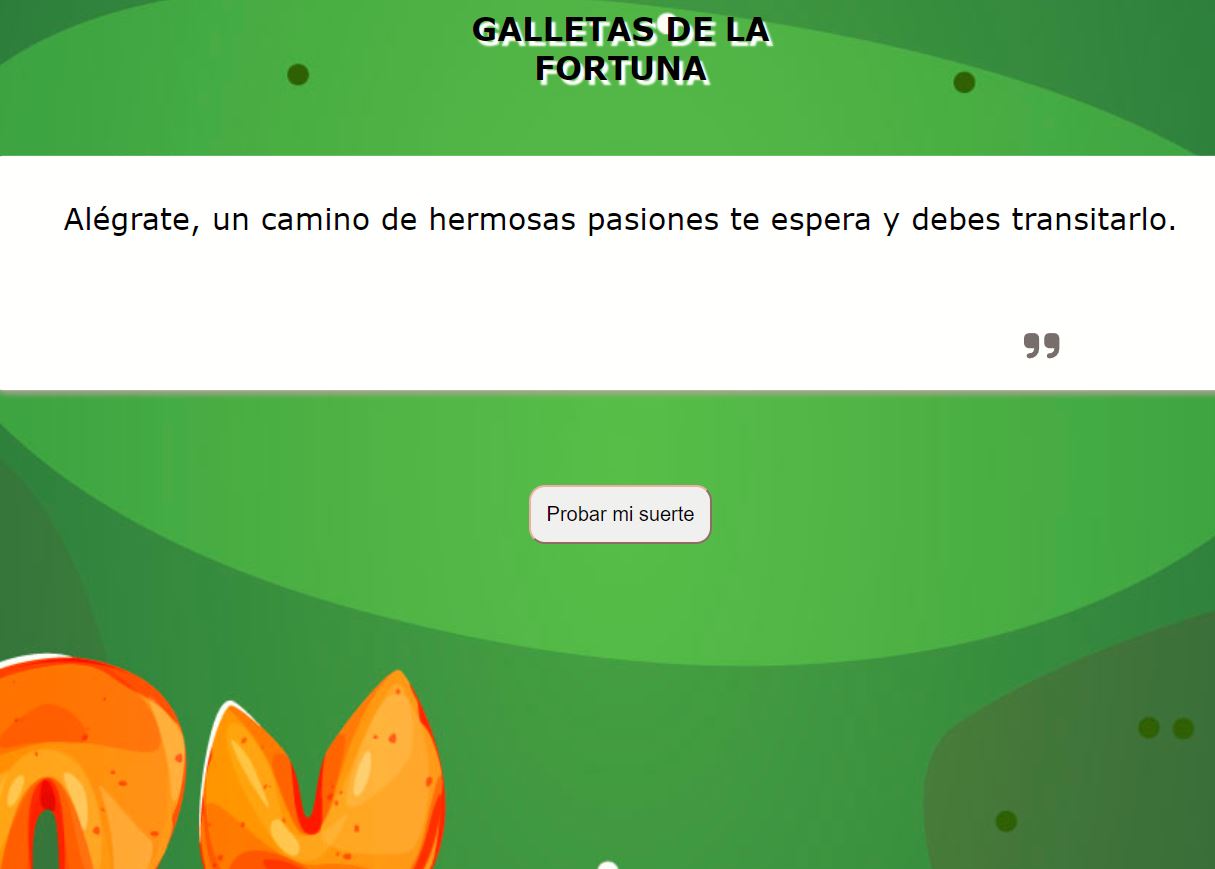 GALLETAS DE LA
FORTUNA
Alégrate, un camino de hermosas pasiones te espera y debes transitarlo.
”
Probar mi suerte